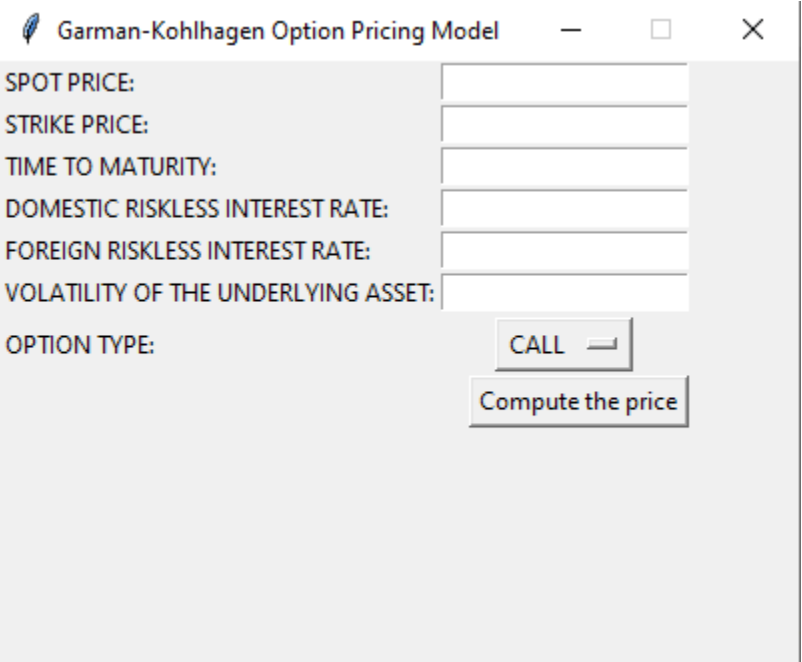 Garman-Kohlhagen Option Pricing Model
SPOT PRICE:
STRIKE PRICE:
TIME TO MATURITY:
DOMESTIC RISKLESS INTEREST RATE:
FOREIGN RISKLESS INTEREST RATE:
VOLATILITY OF THE UNDERLYING ASSET:
OPTION TYPE: CALL
Compute the price